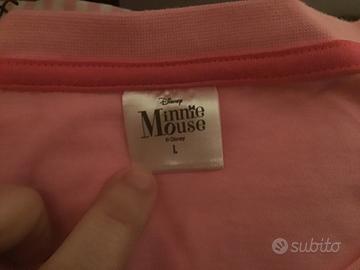 Disney
Minnie
Mouse
© Disney
L
subito